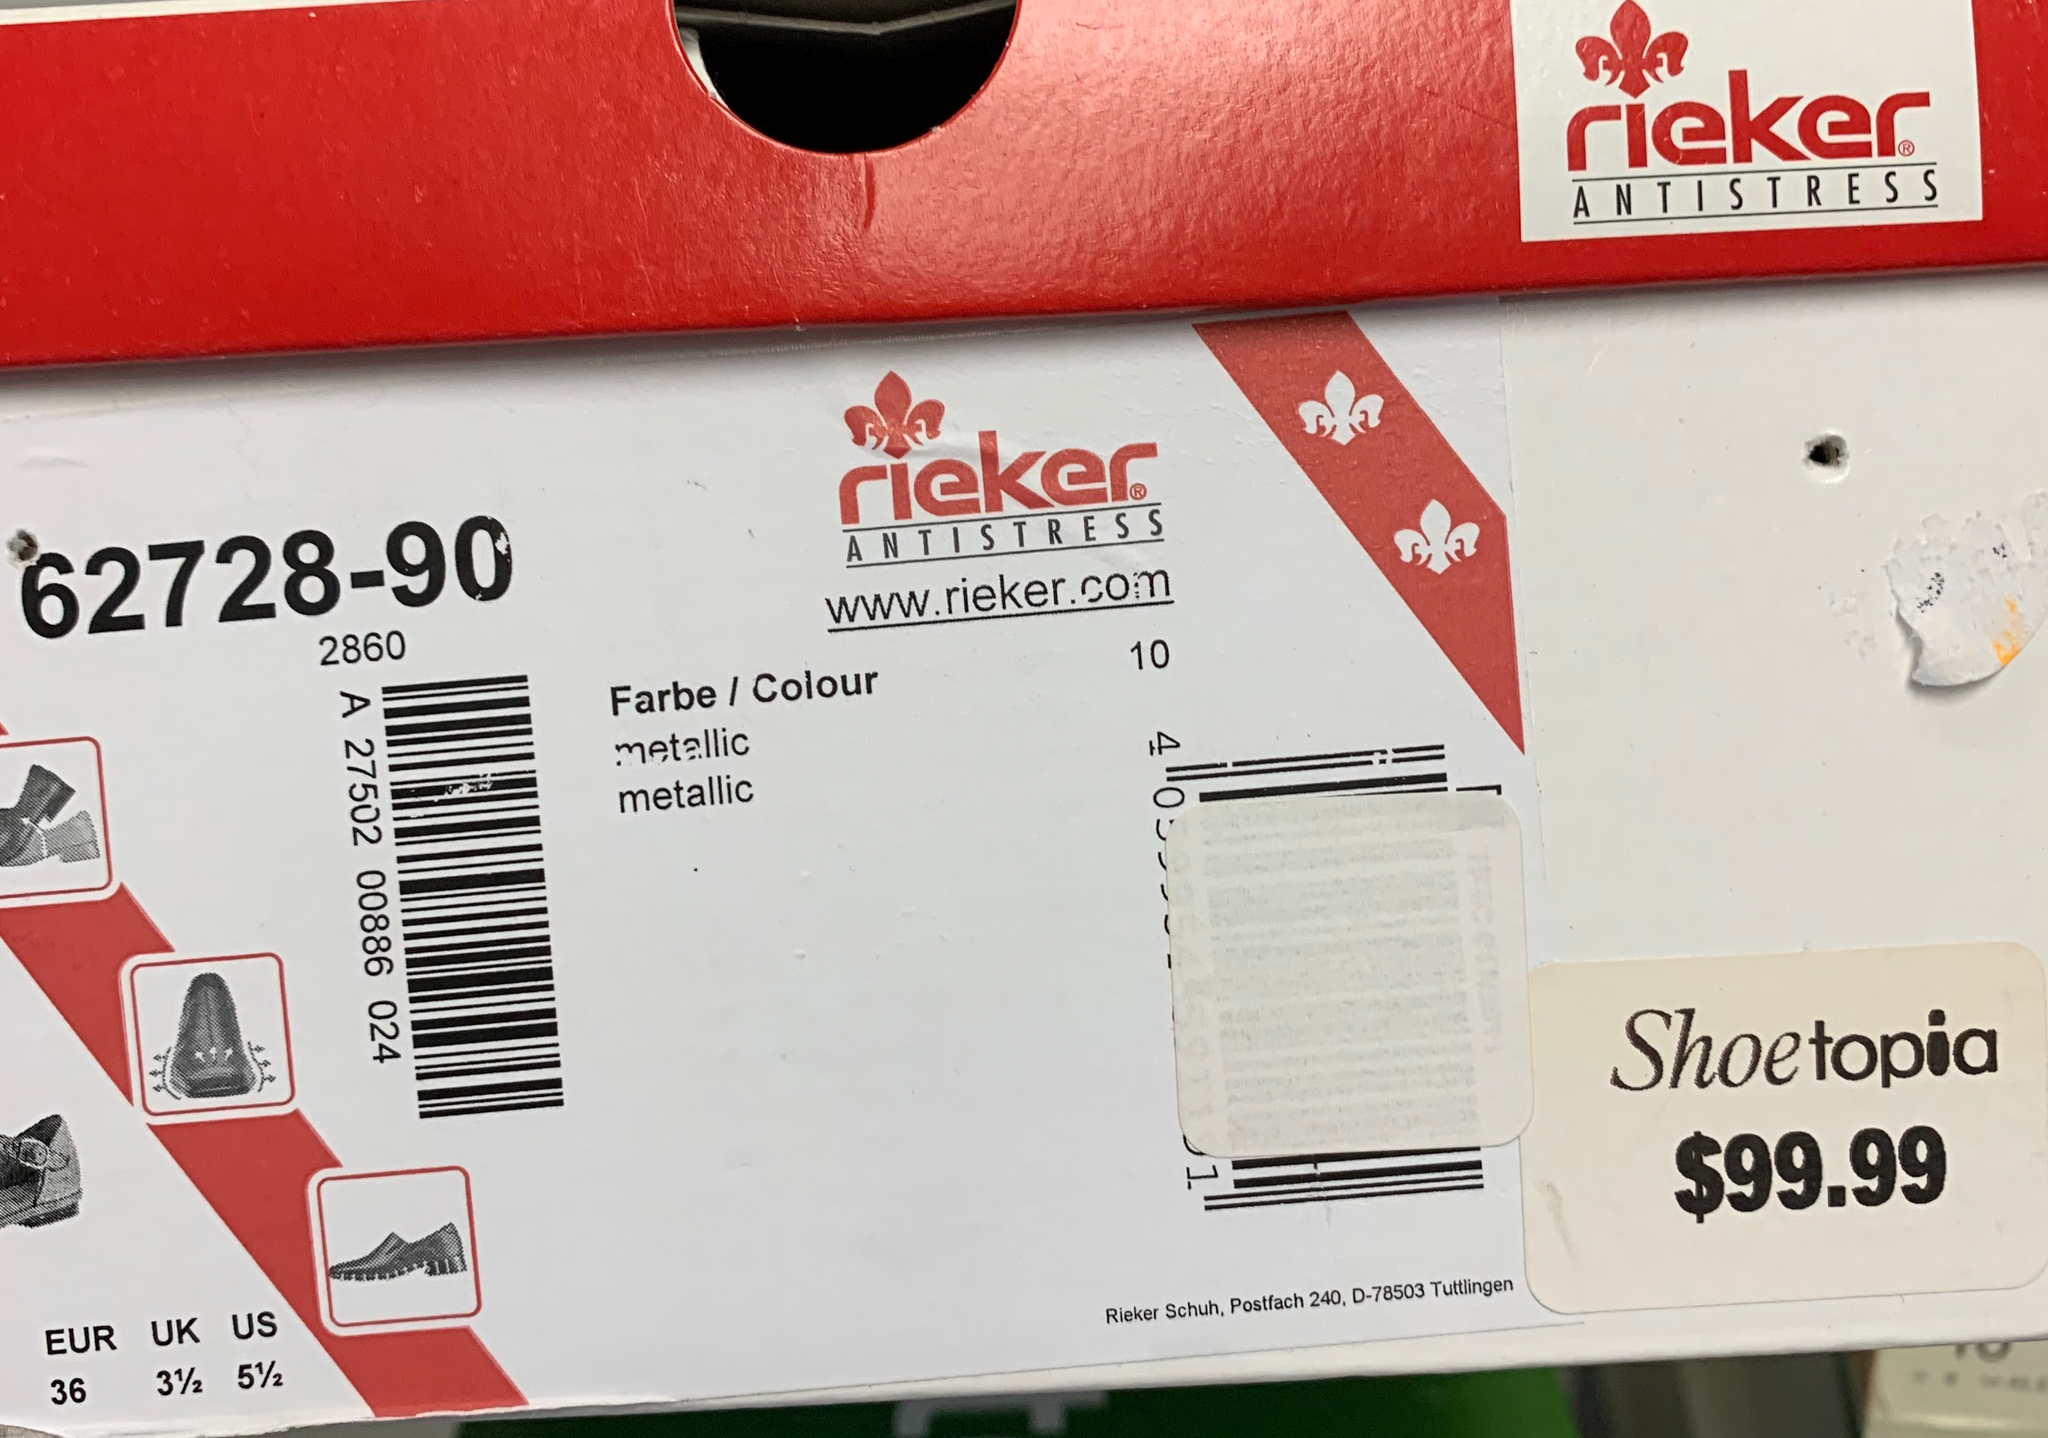 rieker®
ANTISTRESS
rieker®
ANTISTRESS
www.rieker.com
62728-90
2860
10
A 27502 00886 024
Farbe / Colour
metallic
metallic
4
Shoetopia
$99.99
Rieker Schuh, Postfach 240, D-78503 Tuttlingen
EUR UK US
36 3½ 5½